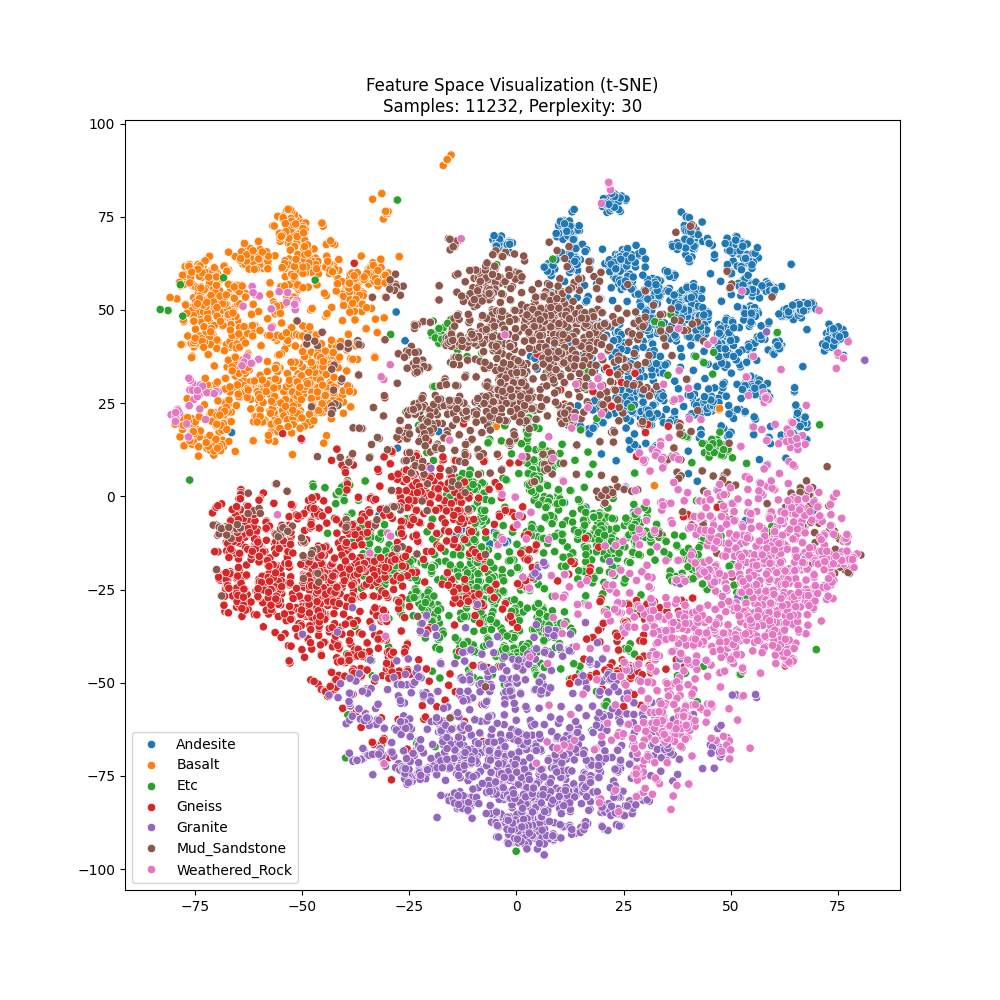 Feature Space Visualization (t-SNE)
Samples: 11232, Perplexity: 30
100
75
50
25
0
−25
−50
−75
−100
Andesite
Basalt
Etc
Gneiss
Granite
Mud_Sandstone
Weathered_Rock
−75
−50
−25
0
25
50
75